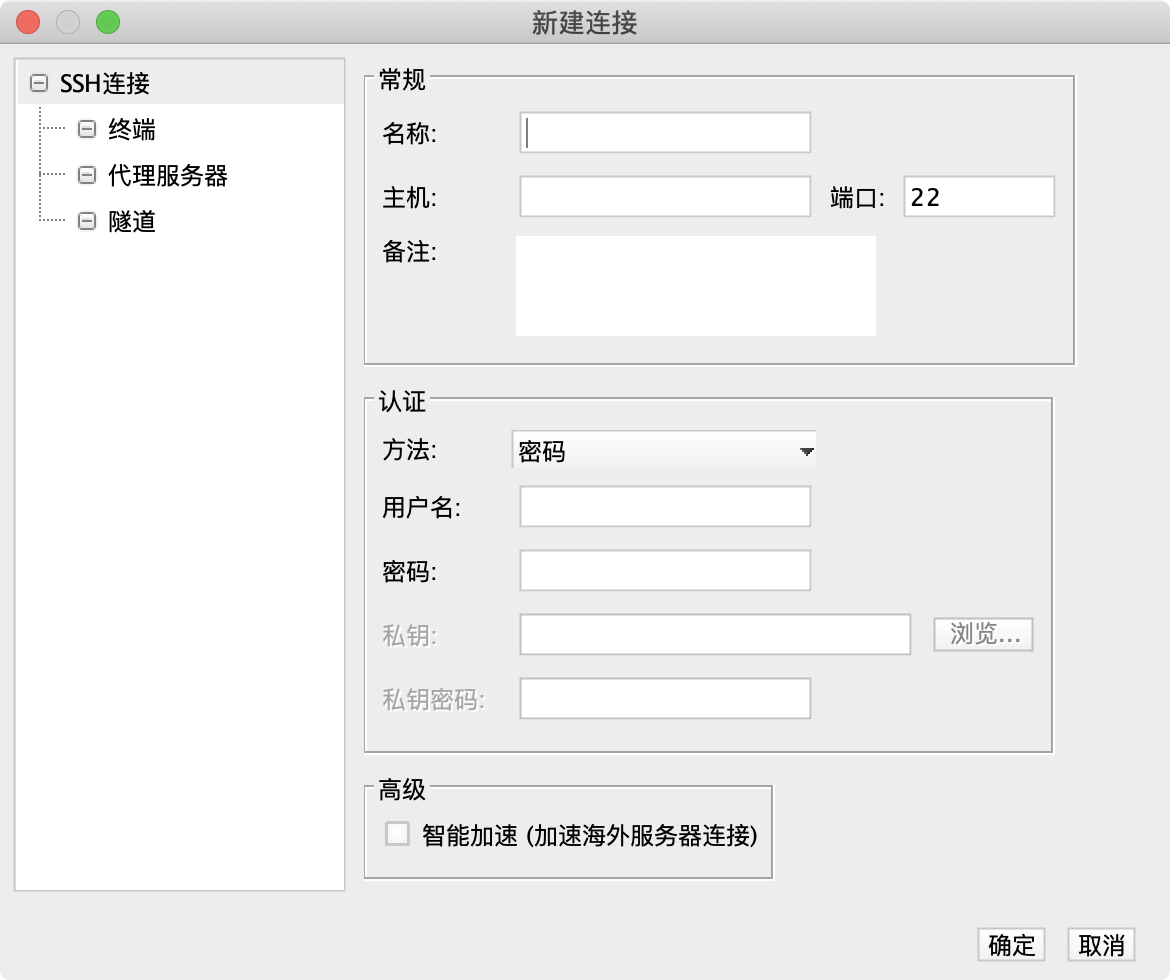 新建连接
SSH连接
终端
代理服务器
隧道
常规
名称:
主机:
端口: 22
备注:
认证
方法: 密码
用户名:
密码:
私钥:
浏览...
私钥密码:
高级
智能加速 (加速海外服务器连接)
确定
取消